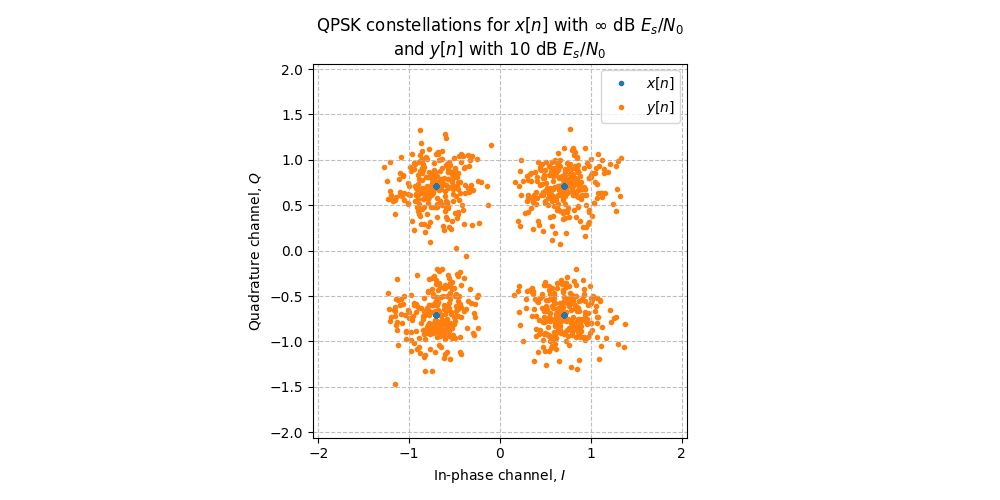 QPSK constellations for x[n] with ∞ dB Eₛ/N₀
and y[n] with 10 dB Eₛ/N₀
x[n]
y[n]
2.0
1.5
1.0
0.5
0.0
−0.5
−1.0
−1.5
−2.0
Quadrature channel, Q
−2 −1 0 1 2
In-phase channel, I